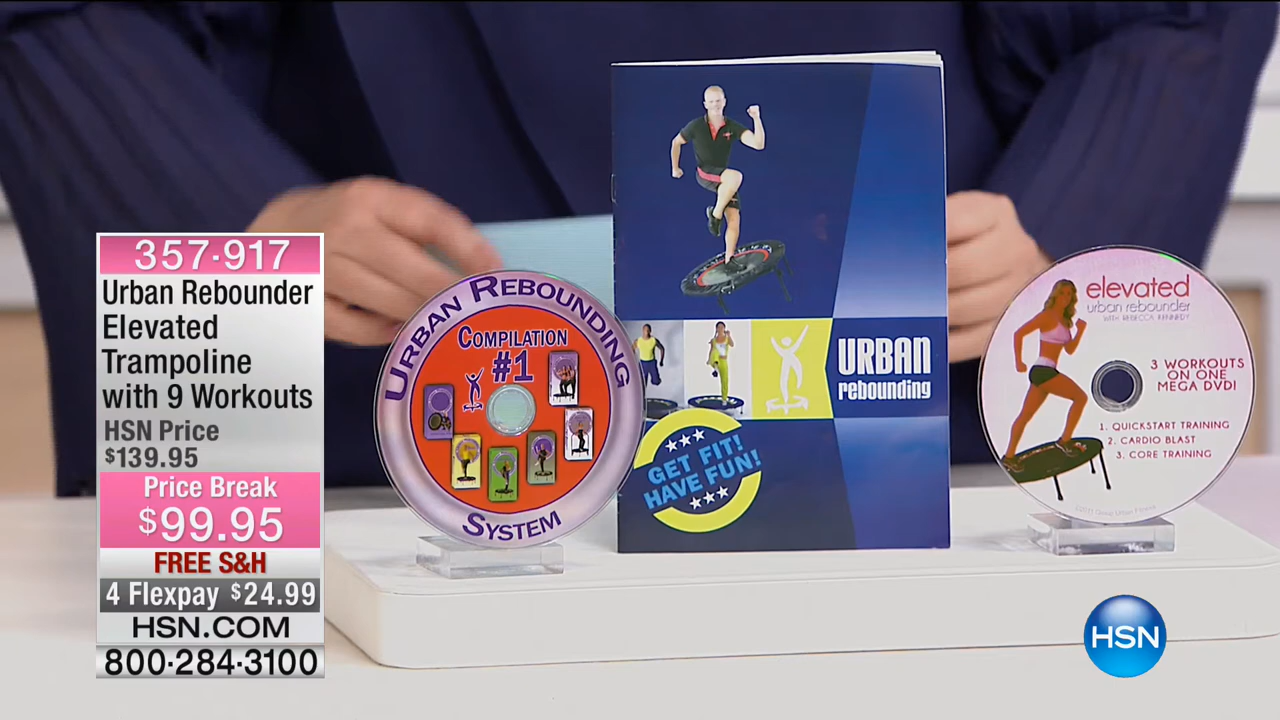 357-917
Urban Rebounder
Elevated
Trampoline
with 9 Workouts
HSN Price
$139.95
Price Break
$99.95
FREE S&H
4 Flexpay $24.99
HSN.COM
800-284-3100
URBAN REBOUNDING
COMPILATION
#1
SYSTEM
URBAN
rebounding
GET FIT!
HAVE FUN!
elevated
urban rebounder
WITH REBECCA KENNEDY
3 WORKOUTS
ON ONE
MEGA DVD!
1. QUICKSTART TRAINING
2. CARDIO BLAST
3. CORE TRAINING
HSN